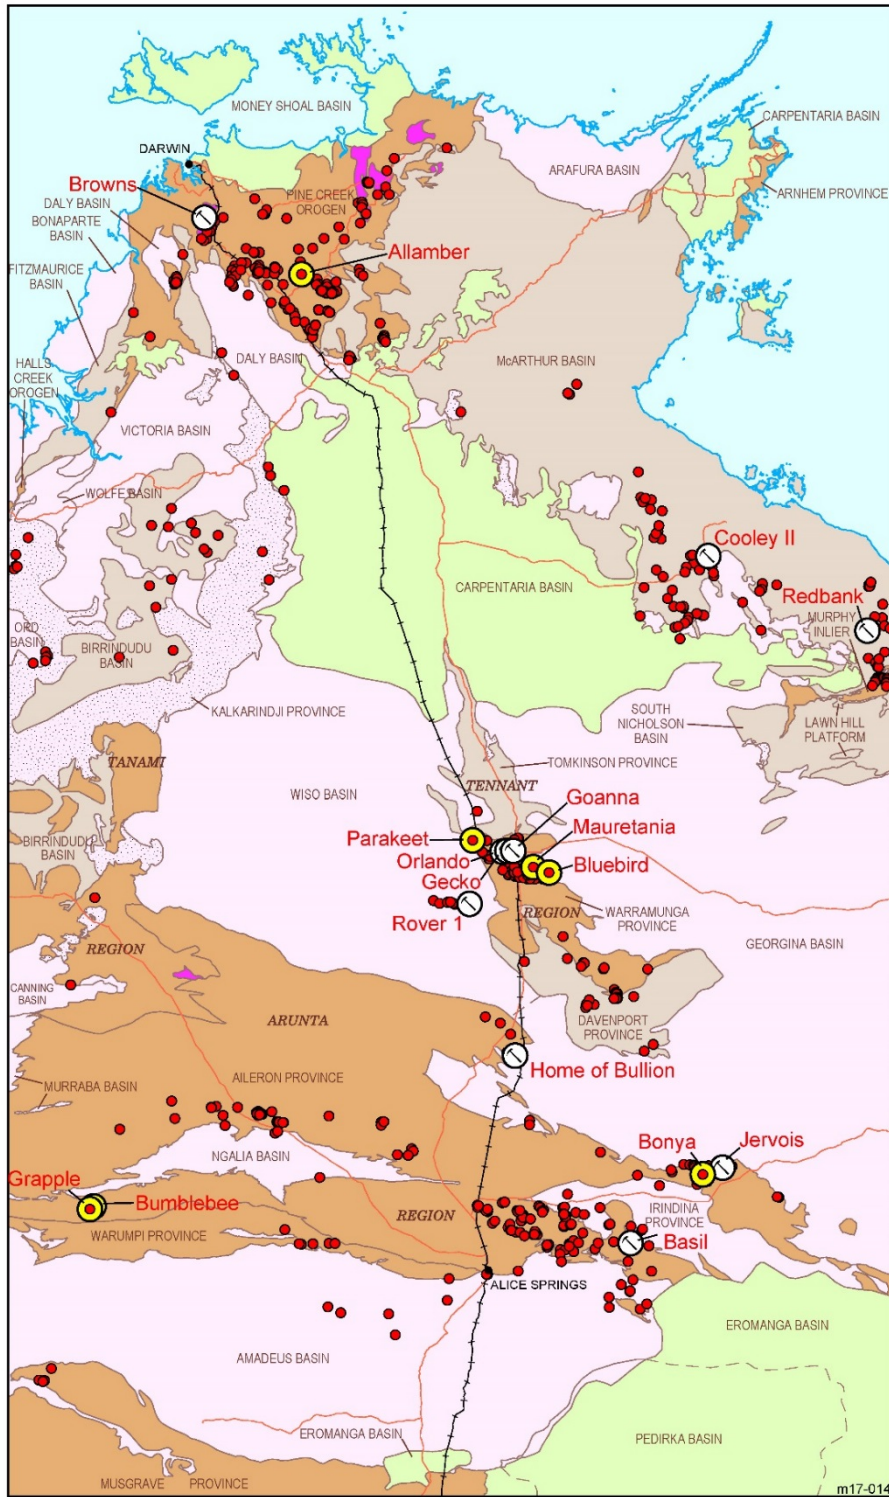 MONEY SHOAL BASIN
CARPENTARIA BASIN
DARWIN
ARAFURA BASIN
Browns
PINE CREEK
OROGEN
ARNHEM PROVINCE
DALY BASIN
BONAPARTE
BASIN
Allamber
FITZMAURICE
BASIN
DALY BASIN
McARTHUR BASIN
HALLS
CREEK
OROGEN
VICTORIA BASIN
WOLFE BASIN
Cooley II
CARPENTARIA BASIN
Redbank
MURPHY
INLIER
ORD
BASIN
BIRRINDUDU
BASIN
KALKARINDJI PROVINCE
SOUTH
NICHOLSON
BASIN
LAWN HILL
PLATFORM
TANAMI
TOMKINSON PROVINCE
WISO BASIN
TENNANT
Goanna
BIRRINDUDU
BASIN
Parakeet
Mauretania
Orlando
Gecko
Bluebird
Rover 1
REGION
WARRAMUNGA
PROVINCE
REGION
GEORGINA BASIN
CANNING
BASIN
ARUNTA
DAVENPORT
PROVINCE
Home of Bullion
AILERON PROVINCE
MURRABA BASIN
Bonya
Jervois
NGALIA BASIN
Grapple
Bumblebee
REGION
IRINDINA
PROVINCE
WARUMPI PROVINCE
Basil
ALICE SPRINGS
EROMANGA BASIN
AMADEUS BASIN
EROMANGA BASIN
PEDIRKA BASIN
MUSGRAVE PROVINCE
m17-014